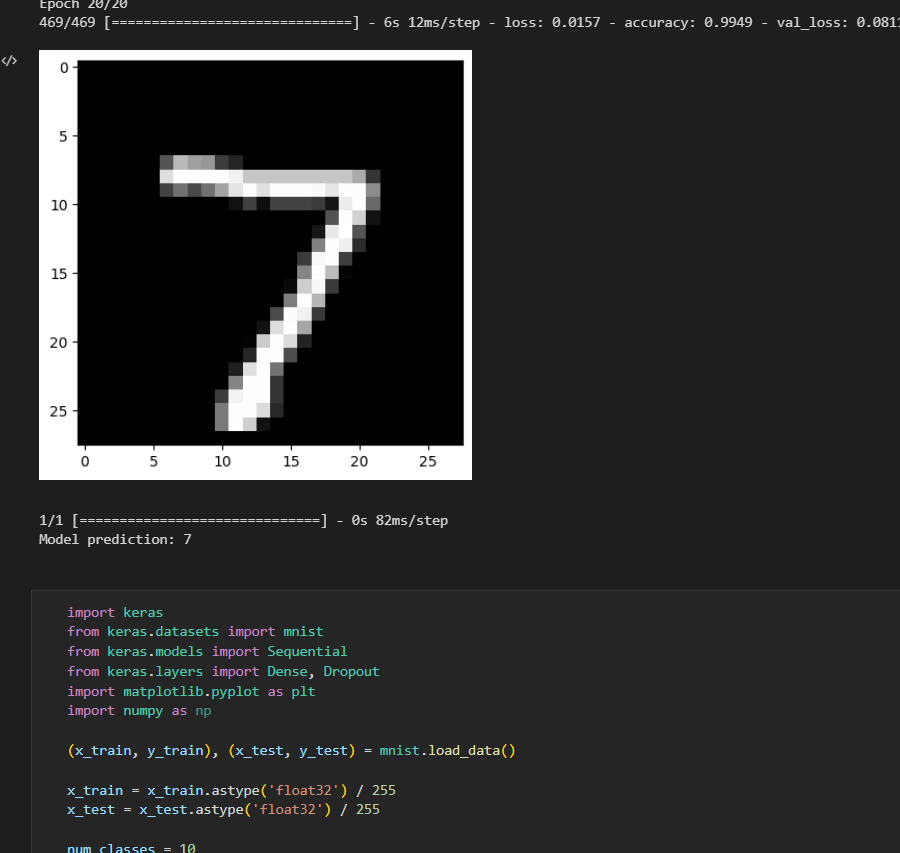 Epoch 20/20
469/469 [==============================] - 6s 12ms/step - loss: 0.0157 - accuracy: 0.9949 - val_loss: 0.0811
</>
0
5
10
15
20
25
0 5 10 15 20 25
1/1 [==============================] - 0s 82ms/step
Model prediction: 7
import keras
from keras.datasets import mnist
from keras.models import Sequential
from keras.layers import Dense, Dropout
import matplotlib.pyplot as plt
import numpy as np
(x_train, y_train), (x_test, y_test) = mnist.load_data()
x_train = x_train.astype('float32') / 255
x_test = x_test.astype('float32') / 255
num_classes = 10